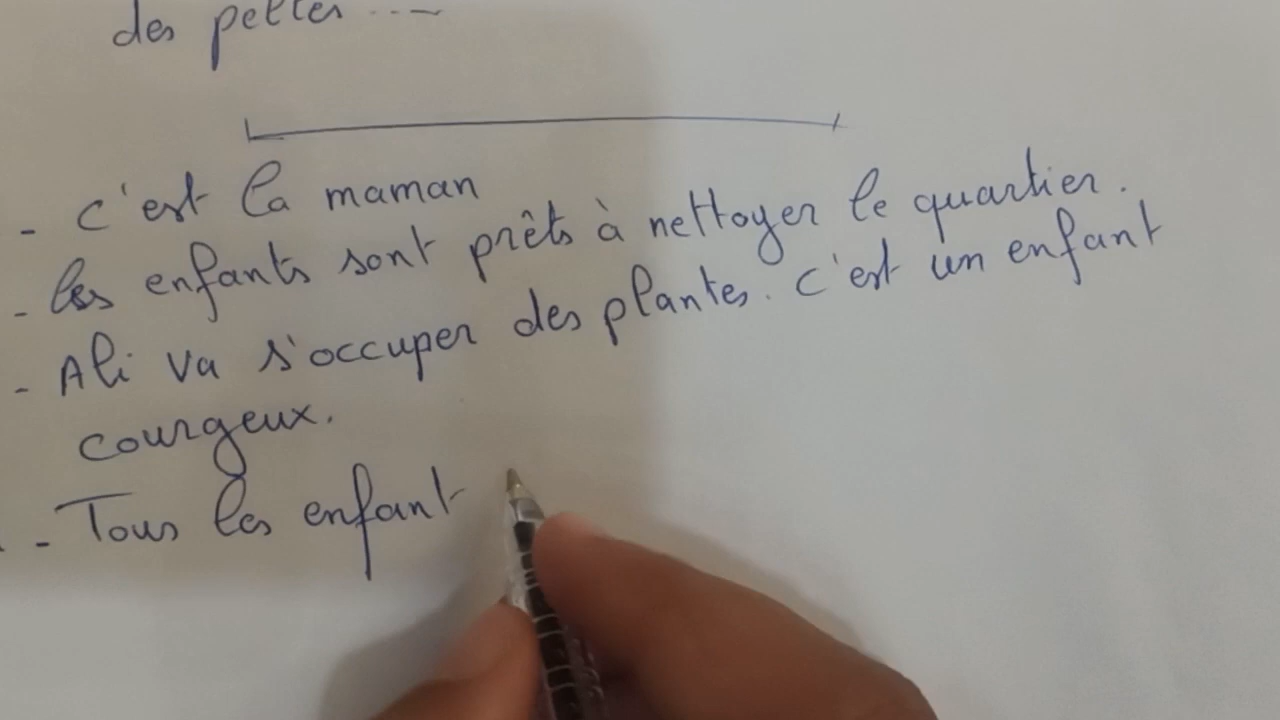 des pelles ...
- c'est la maman
- les enfants sont prêts à nettoyer le quartier.
- Ali va s'occuper des plantes. c'est un enfant
courgeux.
- Tous les enfant